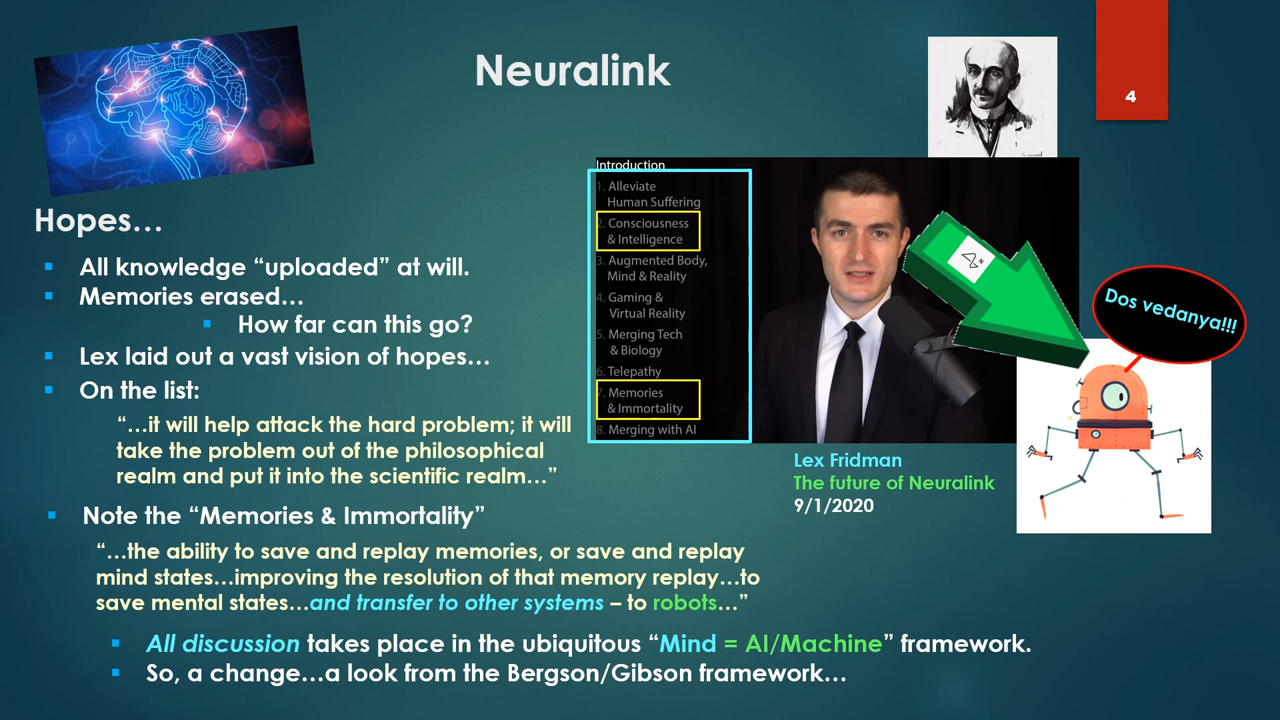 Neuralink
4
Hopes…
All knowledge “uploaded” at will.
Memories erased…
How far can this go?
Lex laid out a vast vision of hopes…
On the list:
“…it will help attack the hard problem; it will
take the problem out of the philosophical
realm and put it into the scientific realm…”
Note the “Memories & Immortality”
“…the ability to save and replay memories, or save and replay
mind states…improving the resolution of that memory replay…to
save mental states…and transfer to other systems – to robots…”
All discussion takes place in the ubiquitous “Mind = AI/Machine” framework.
So, a change…a look from the Bergson/Gibson framework…
Introduction
1. Alleviate
Human Suffering
2. Consciousness
& Intelligence
3. Augmented Body,
Mind & Reality
4. Gaming &
Virtual Reality
5. Merging Tech
& Biology
6. Telepathy
7. Memories
& Immortality
8. Merging with AI
N
Dos vedanya!!!
Lex Fridman
The future of Neuralink
9/1/2020